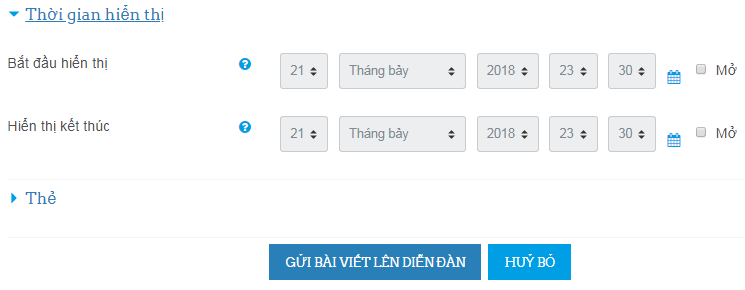 Thời gian hiển thị
Bắt đầu hiển thị 21 Tháng bảy 2018 23 30 Mở
Hiển thị kết thúc 21 Tháng bảy 2018 23 30 Mở
Thẻ
GỬI BÀI VIẾT LÊN DIỄN ĐÀN HUỶ BỎ